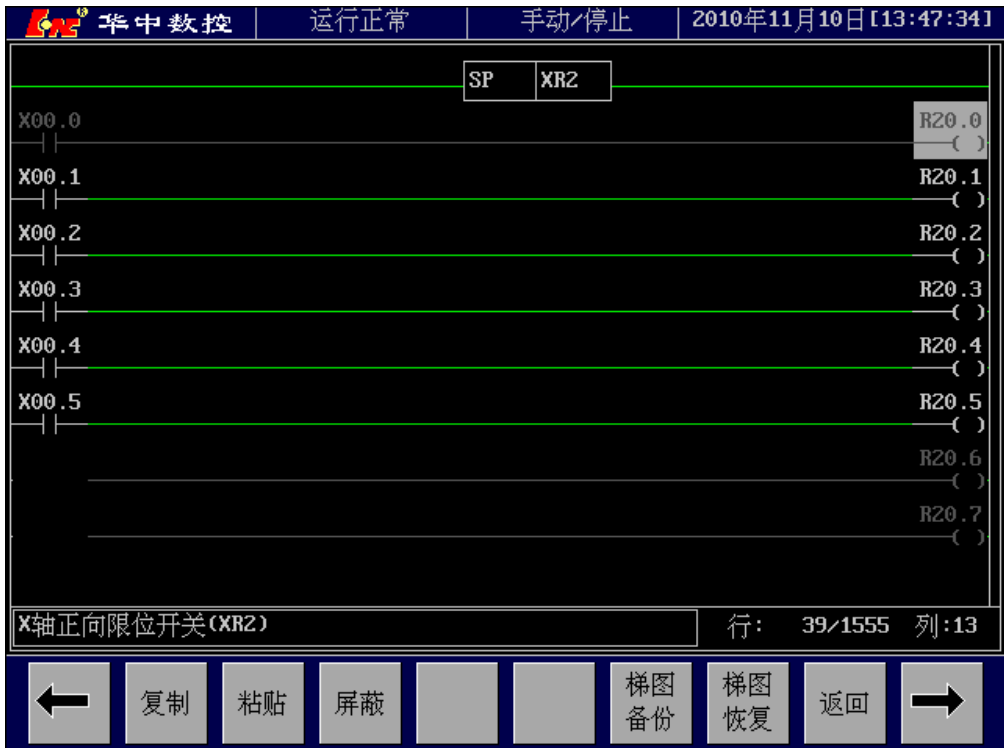 华中数控 运行正常 手动/停止 2010年11月10日[13:47:34]
SP XR2
X00.0 R20.0
X00.1 R20.1
X00.2 R20.2
X00.3 R20.3
X00.4 R20.4
X00.5 R20.5
R20.6
R20.7
X轴正向限位开关(XR2) 行: 39/1555 列:13
复制 粘贴 屏蔽 梯图备份 梯图恢复 返回